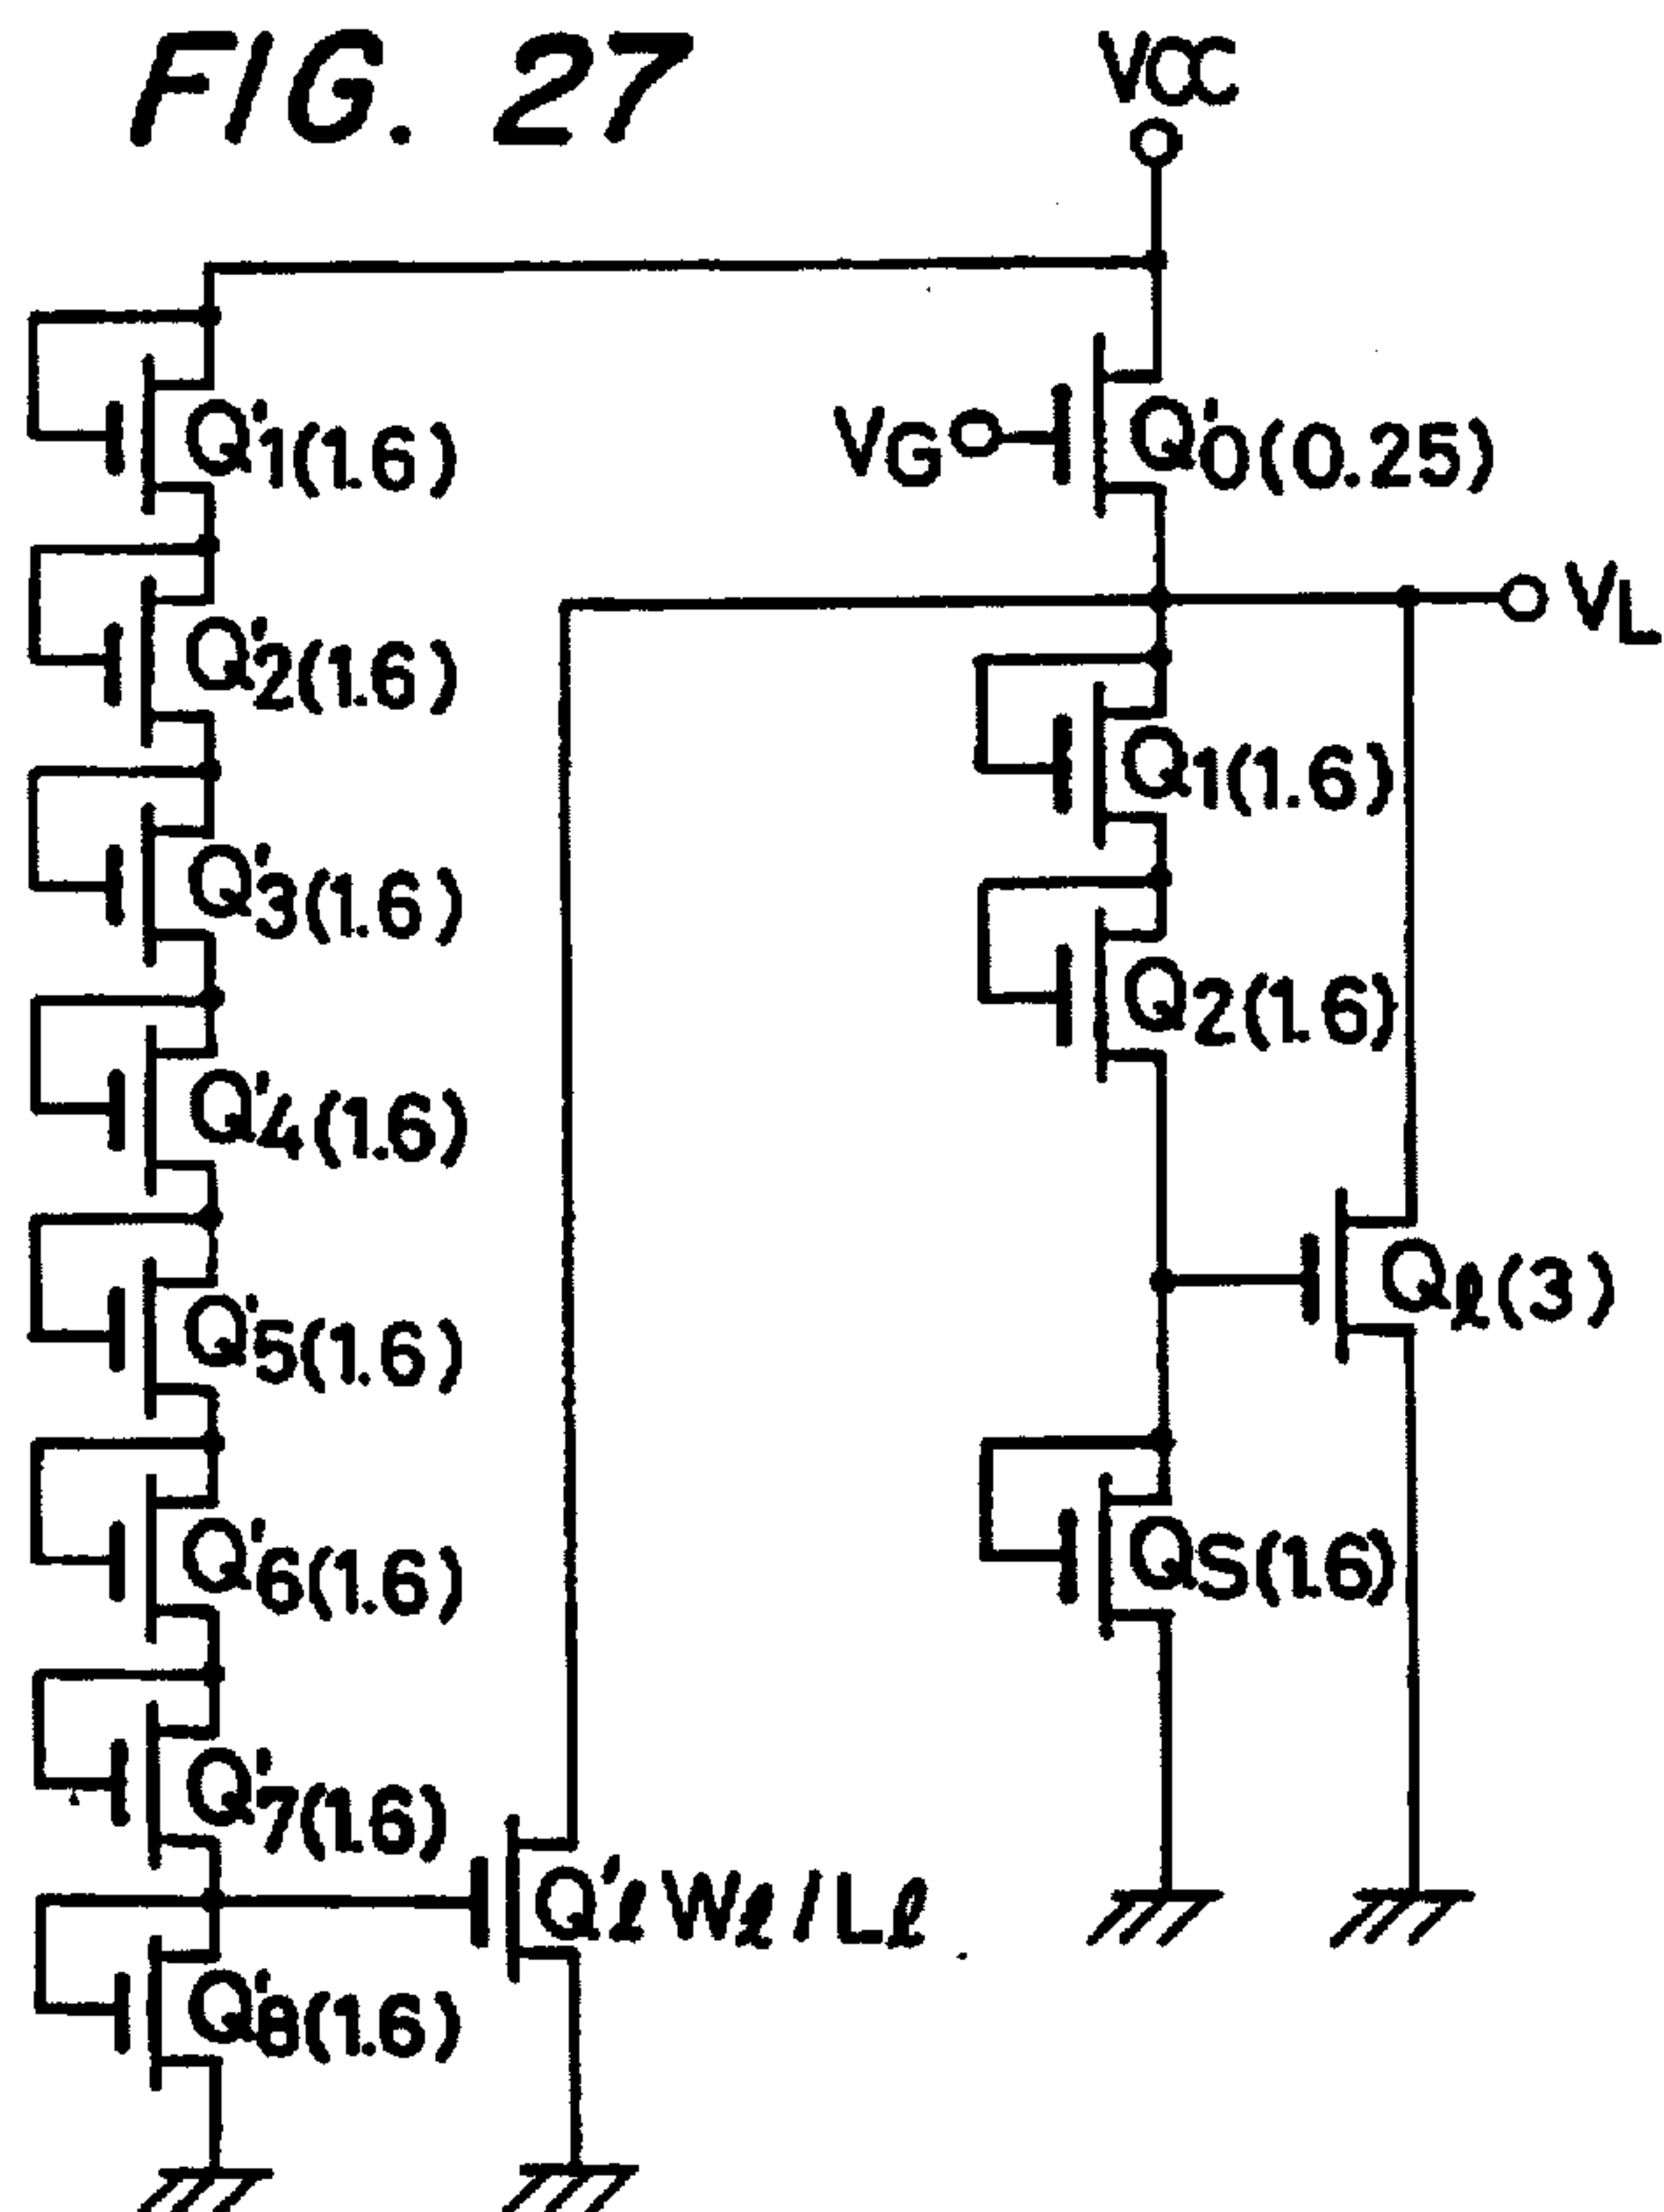 FIG. 27
VCC
Q'1(1.6)
VG
Q'0(0.25)
VL
Q'2(1.6)
Q1(1.6)
Q'3(1.6)
Q2(1.6)
Q'4(1.6)
Qℓ(3)
Q'5(1.6)
Q'6(1.6)
QS(1.6)
Q'7(1.6)
Q'ℓ Wℓ/Lℓ
Q'8(1.6)